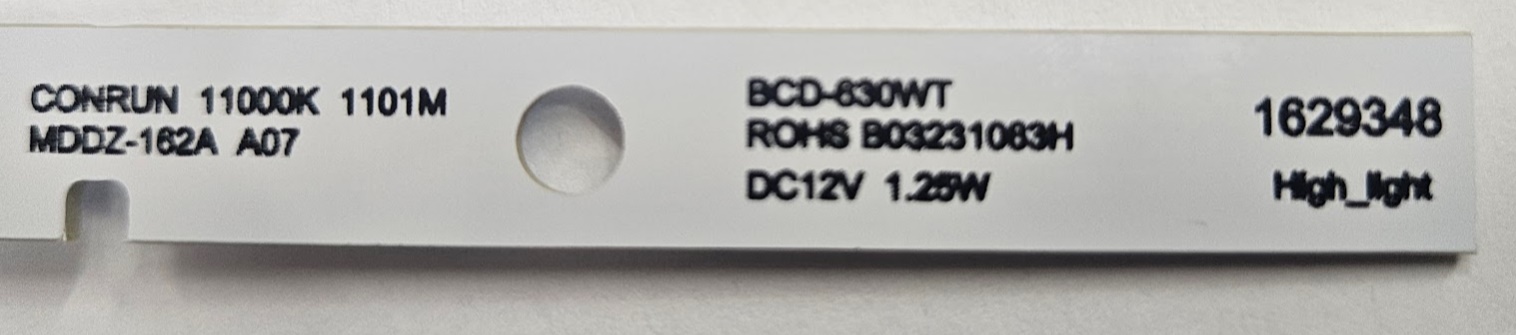 CONRUN 11000K 1101M
MDDZ-162A A07
BCD-630WT
ROHS B03231063H
DC12V 1.25W
1629348
High_light